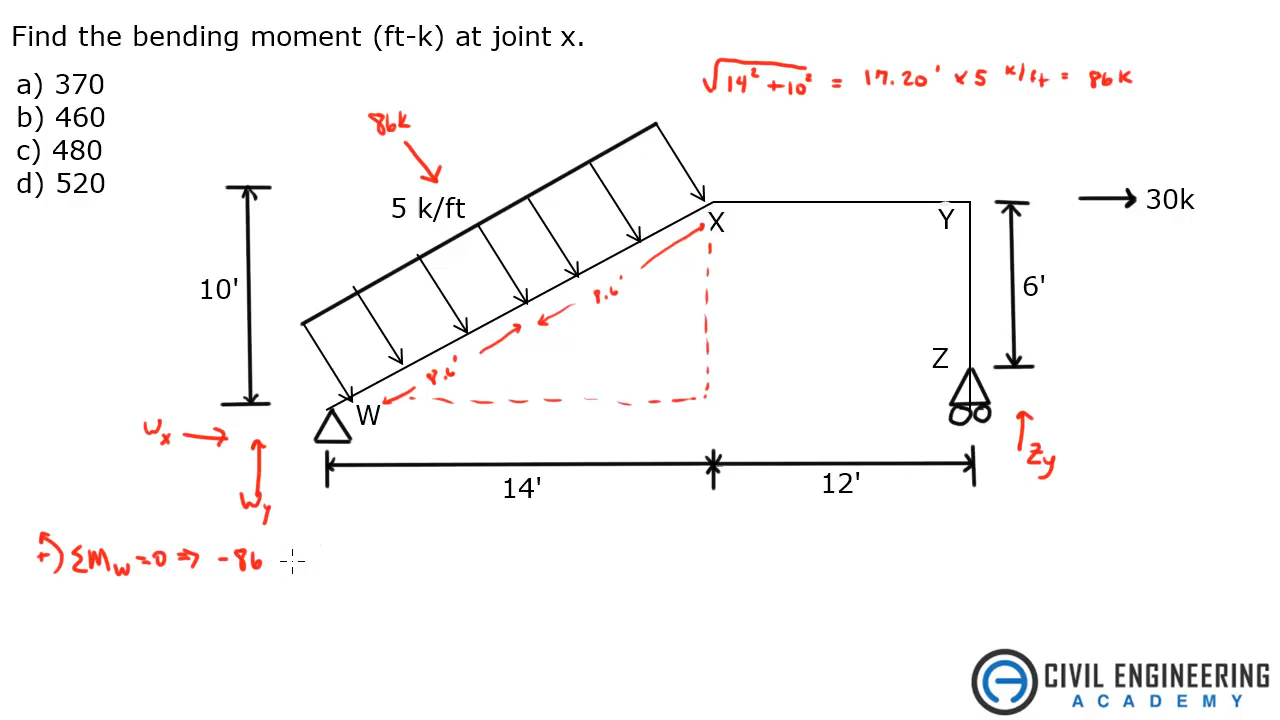 Find the bending moment (ft-k) at joint x.
√14² + 10² = 17.20' × 5 k/ft = 86k
a) 370
b) 460
c) 480
d) 520
86k
5 k/ft
30k
X
Y
10'
8.6'
6'
8.6'
Z
W
Wx
Wy
Zy
14'
12'
+) ΣMw = 0 ⇒ -86
CIVIL ENGINEERING
ACADEMY